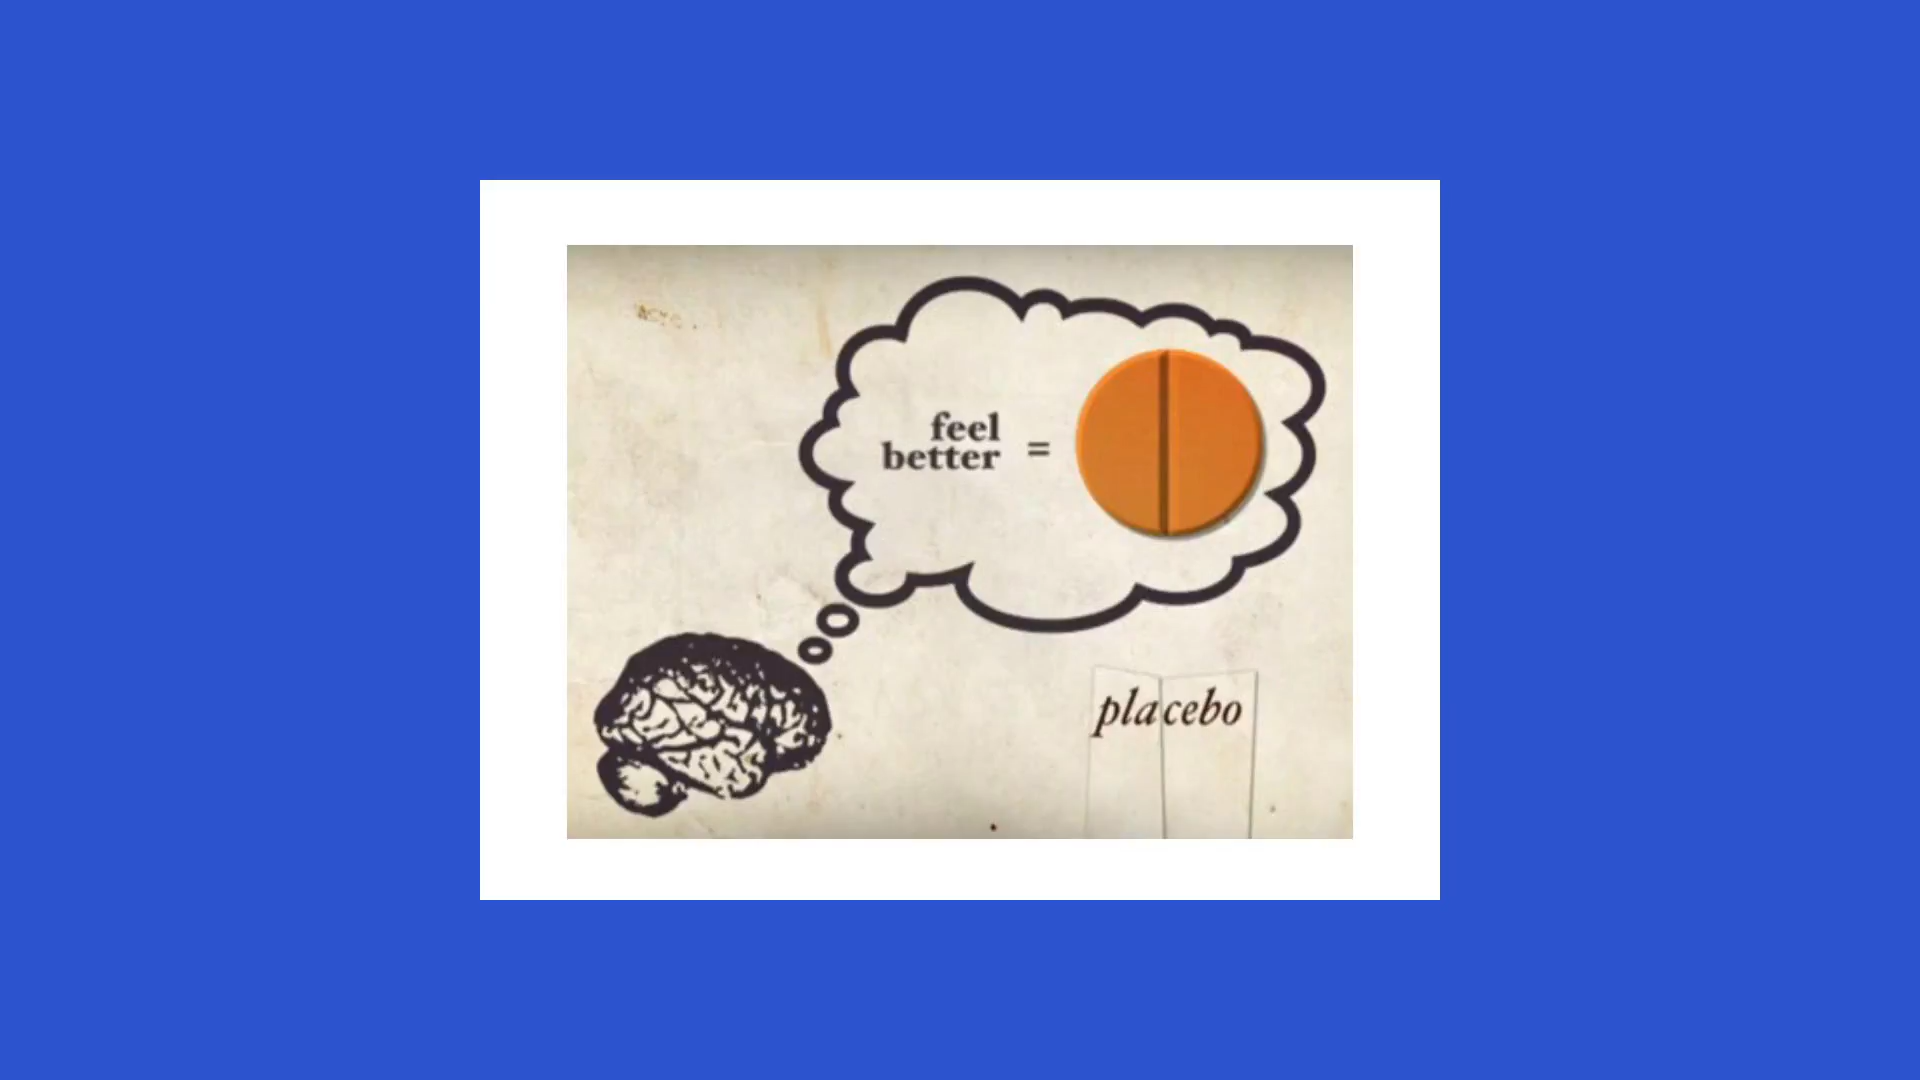 feel
better =
placebo